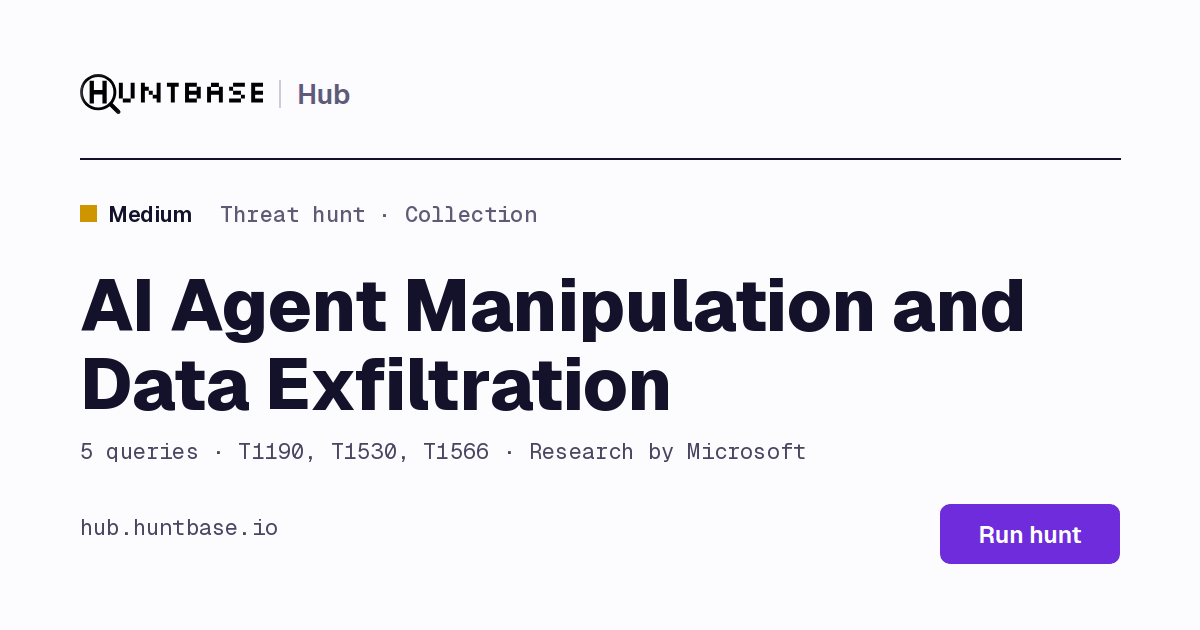 HUNTBASE Hub
Medium Threat hunt · Collection
AI Agent Manipulation and
Data Exfiltration
5 queries · T1190, T1530, T1566 · Research by Microsoft
hub.huntbase.io
Run hunt